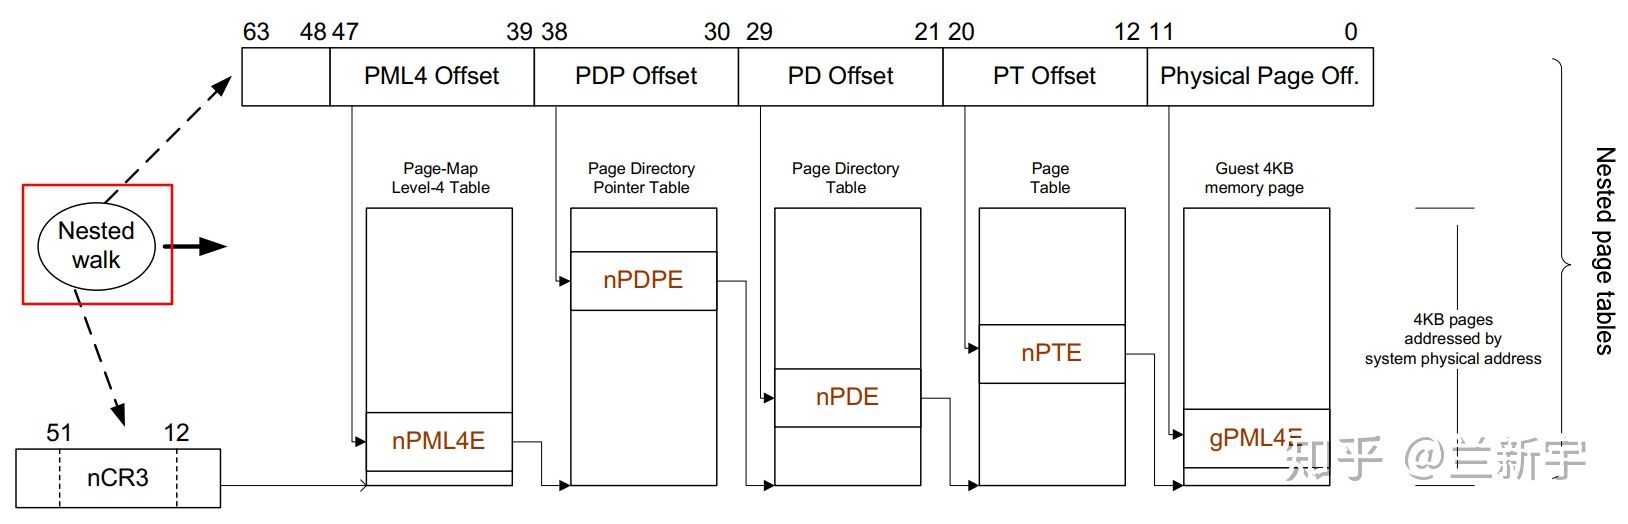 63 48 47 39 38 30 29 21 20 12 11 0
PML4 Offset PDP Offset PD Offset PT Offset Physical Page Off.
Page-Map
Level-4 Table
Page Directory
Pointer Table
Page Directory
Table
Page
Table
Guest 4KB
memory page
Nested
walk
nPDPE
nPTE
nPDE
nPML4E
gPML4E
4KB pages
addressed by
system physical address
Nested page tables
51 12
nCR3
知乎 @兰新宇